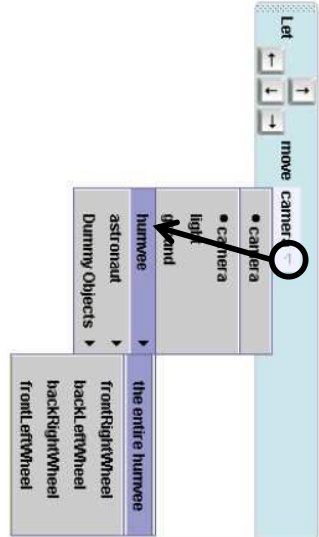 Let move camera
camera
camera
light
ground
humvee
astronaut
Dummy Objects
the entire humvee
frontRightWheel
backLeftWheel
backRightWheel
frontLeftWheel